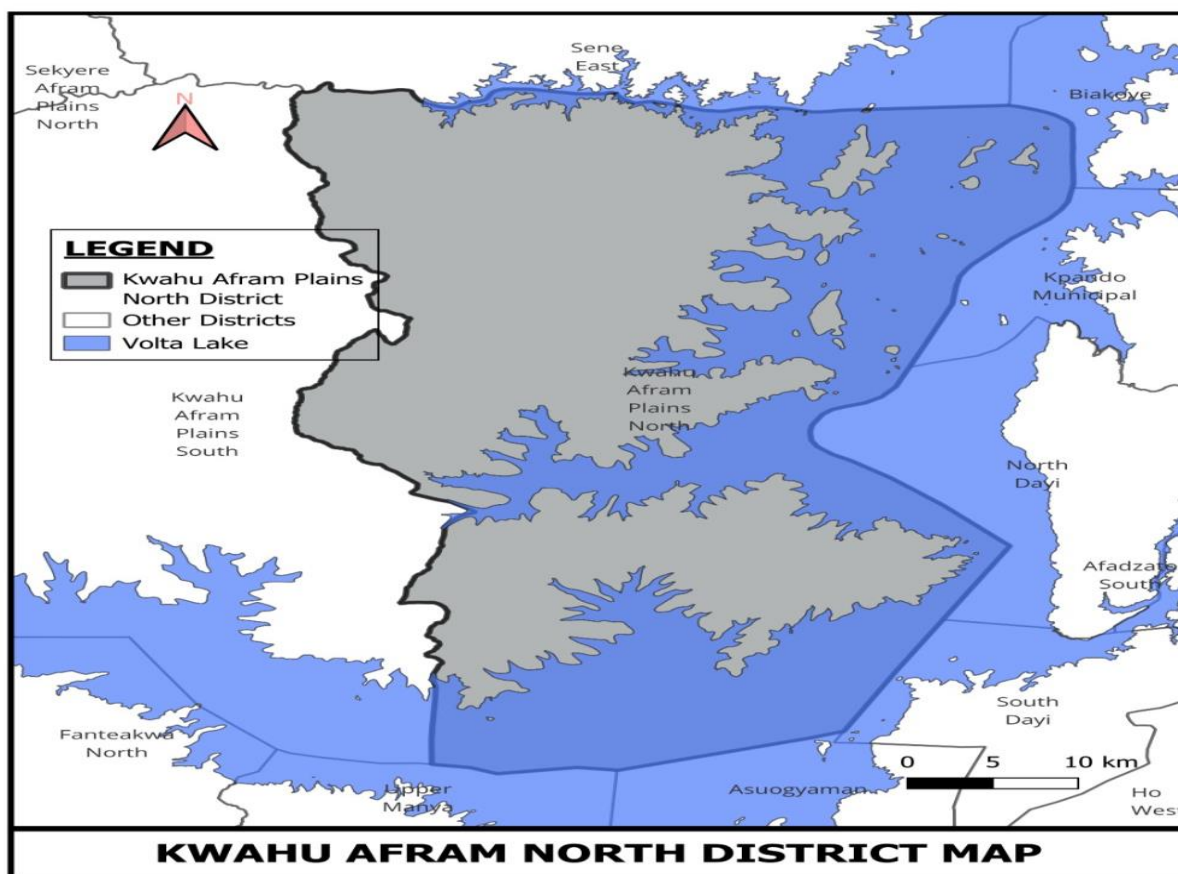 Sene
East
Sekyere
Afram
Plains
North
N
Biakoye
LEGEND
Kwahu Afram Plains
North District
Other Districts
Volta Lake
Kpando
Municipal
Kwahu
Afram
Plains
South
Kwahu
Afram
Plains
North
North
Dayi
Afadzato
South
South
Dayi
Fanteakwa
North
0 5 10 km
Upper
Manya
Asuogyaman
Ho
West
KWAHU AFRAM NORTH DISTRICT MAP